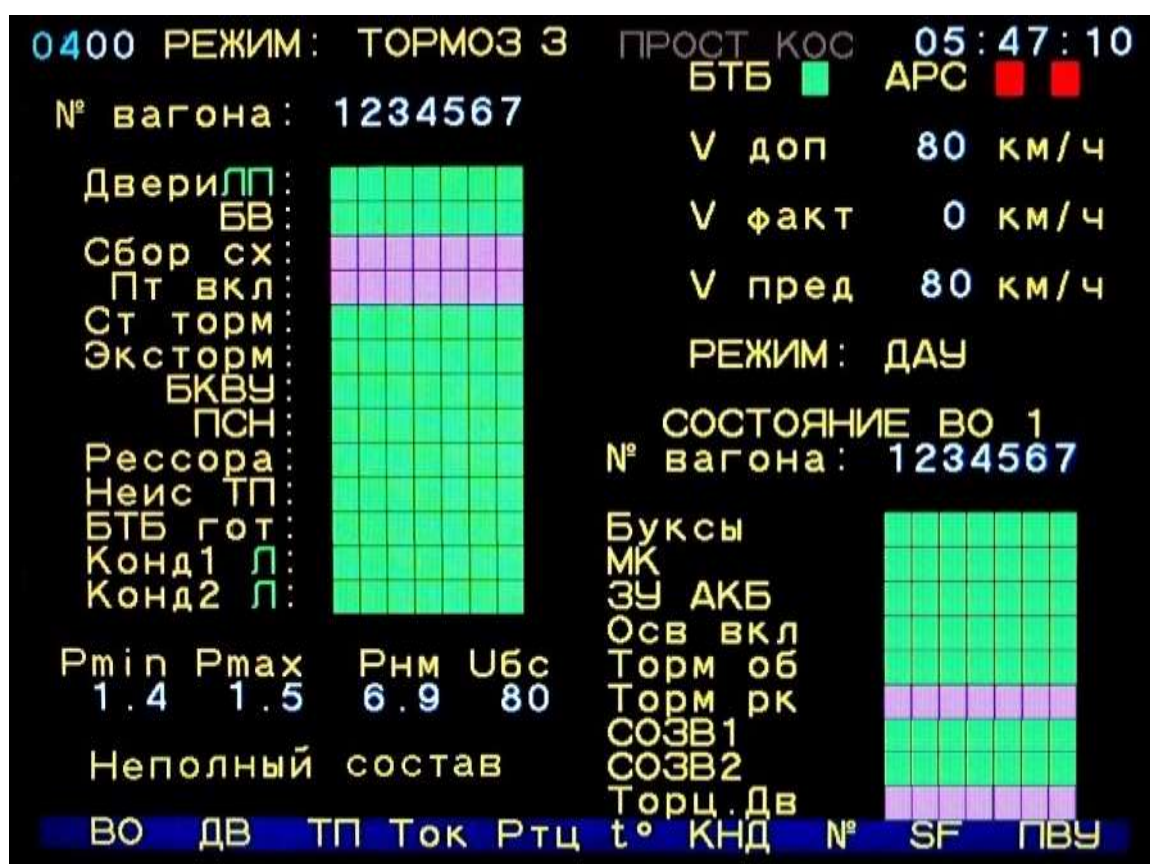 0400 РЕЖИМ: ТОРМОЗ 3 ПРОСТ КОС 05:47:10
БТБ АРС
№ вагона: 1234567
V доп 80 км/ч
ДвериЛП:
БВ:
V факт 0 км/ч
Сбор сх:
Пт вкл:
V пред 80 км/ч
Ст торм:
Эксторм:
РЕЖИМ: ДАУ
БКВУ:
ПСН:
СОСТОЯНИЕ ВО 1
Рессора:
№ вагона: 1234567
Неис ТП:
БТБ гот:
Конд1 Л:
Конд2 Л:
Буксы
МК
ЗУ АКБ
Осв вкл
Торм об
Торм рк
СОЗВ1
СОЗВ2
Торц.Дв
Pmin Pmax Рнм Uбс
1.4 1.5 6.9 80
Неполный состав
ВО ДВ ТП Ток Ртц t° КНД № SF ПВУ